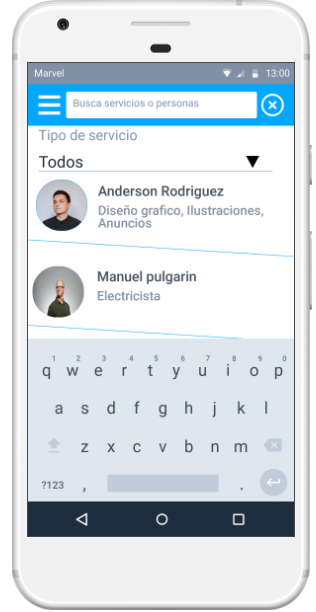 Marvel 13:00
Busca servicios o personas
Tipo de servicio
Todos
Anderson Rodriguez
Diseño grafico, Ilustraciones,
Anuncios
Manuel pulgarin
Electricista
1 2 3 4 5 6 7 8 9 0
q w e r t y u i o p
a s d f g h j k l
z x c v b n m
?123 , .